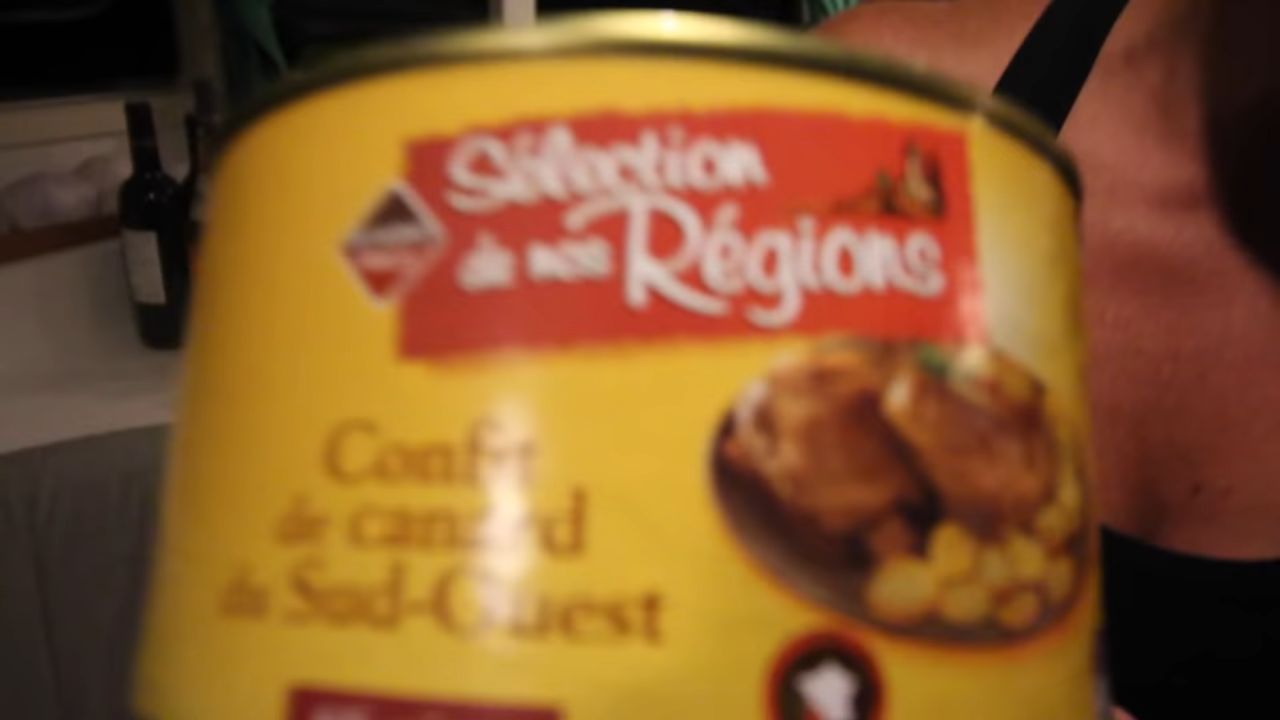 Sélection
de nos Régions
Confit
de canard
du Sud-Ouest